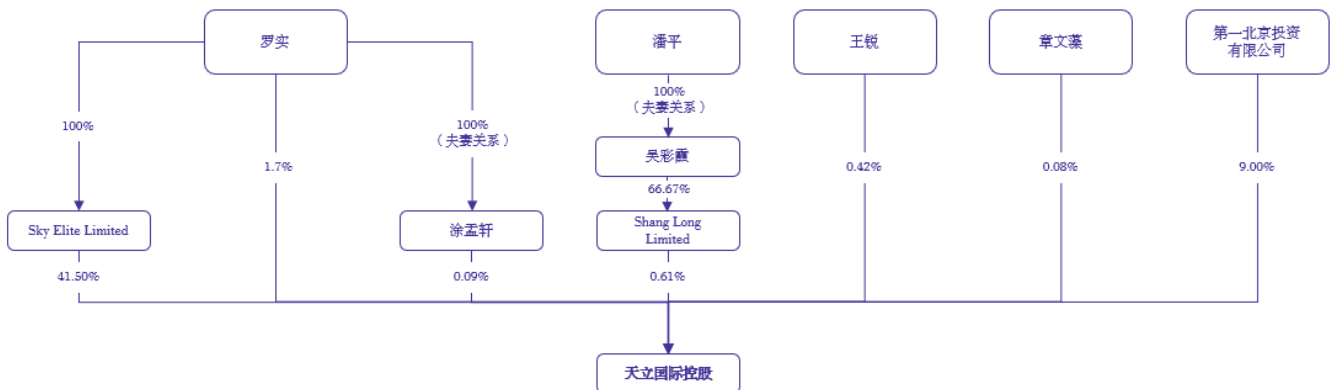 罗实
潘平
王锐
章文藻
第一北京投资
有限公司
100%
100%
（夫妻关系）
1.7%
100%
（夫妻关系）
0.42%
0.08%
9.00%
吴彩霞
66.67%
Sky Elite Limited
涂孟轩
Shang Long
Limited
41.50%
0.09%
0.61%
天立国际控股